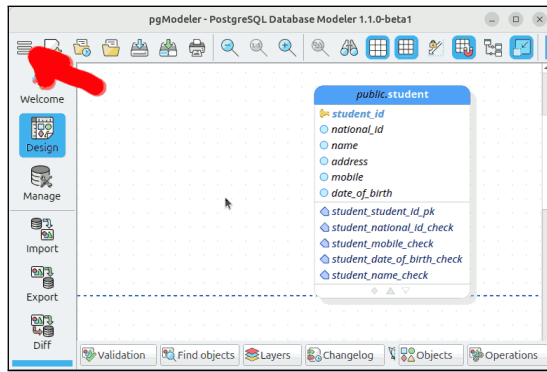 pgModeler - PostgreSQL Database Modeler 1.1.0-beta1
Welcome
Design
Manage
Import
Export
Diff
public.student
student_id
national_id
name
address
mobile
date_of_birth
student_student_id_pk
student_national_id_check
student_mobile_check
student_date_of_birth_check
student_name_check
Validation Find objects Layers Changelog Objects Operations